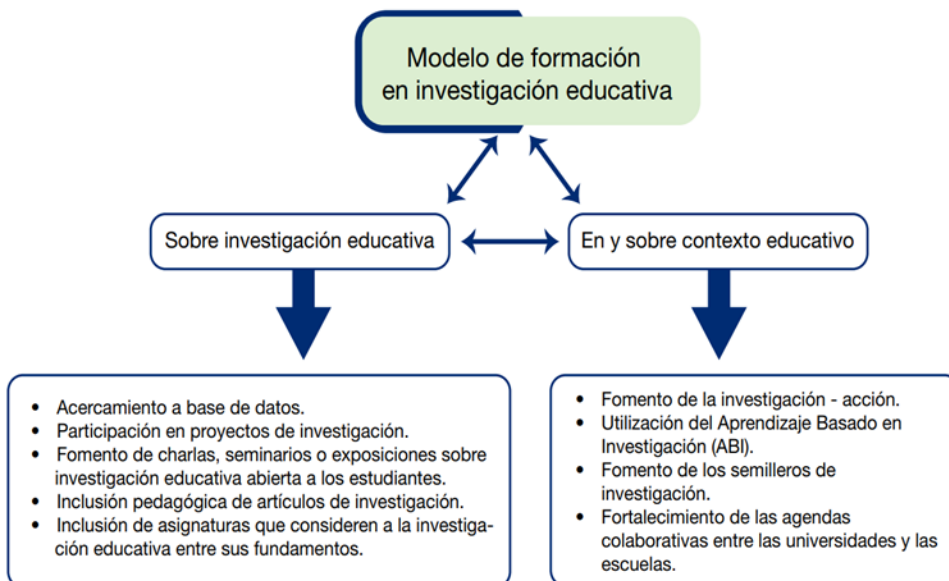 Modelo de formación
en investigación educativa
Sobre investigación educativa
En y sobre contexto educativo
• Acercamiento a base de datos.
• Participación en proyectos de investigación.
• Fomento de charlas, seminarios o exposiciones sobre
investigación educativa abierta a los estudiantes.
• Inclusión pedagógica de artículos de investigación.
• Inclusión de asignaturas que consideren a la investiga-
ción educativa entre sus fundamentos.
• Fomento de la investigación - acción.
• Utilización del Aprendizaje Basado en
Investigación (ABI).
• Fomento de los semilleros de
investigación.
• Fortalecimiento de las agendas
colaborativas entre las universidades y las
escuelas.